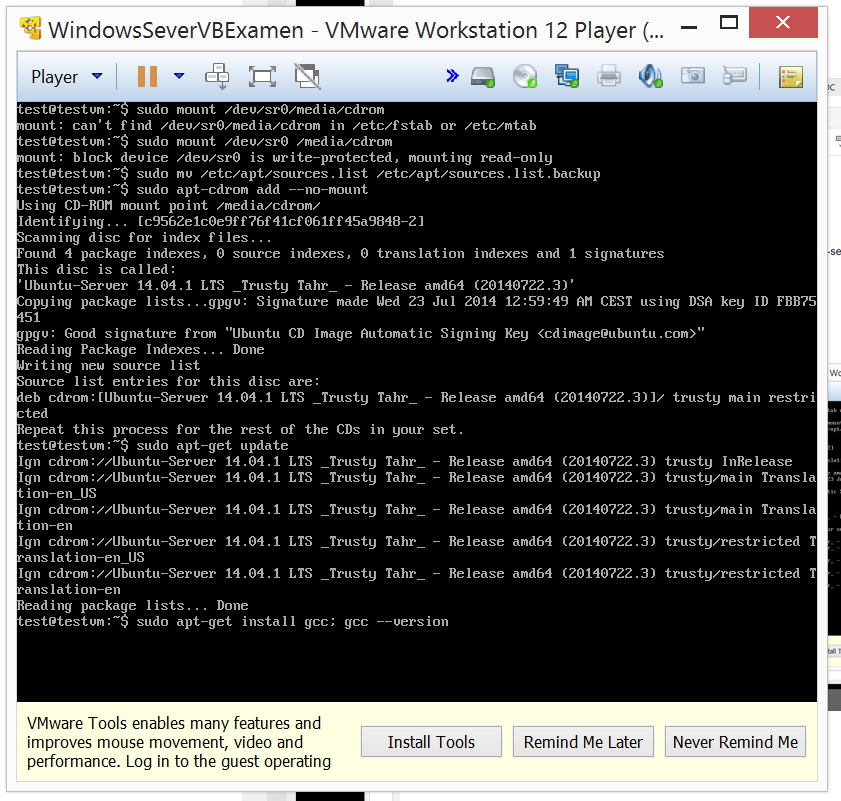 WindowsSeverVBExamen - VMware Workstation 12 Player (...
Player
test@testvm:~$ sudo mount /dev/sr0/media/cdrom
mount: can't find /dev/sr0/media/cdrom in /etc/fstab or /etc/mtab
test@testvm:~$ sudo mount /dev/sr0 /media/cdrom
mount: block device /dev/sr0 is write-protected, mounting read-only
test@testvm:~$ sudo mv /etc/apt/sources.list /etc/apt/sources.list.backup
test@testvm:~$ sudo apt-cdrom add --no-mount
Using CD-ROM mount point /media/cdrom/
Identifying... [c9562e1c0e9ff76f41cf061ff45a9848-2]
Scanning disc for index files...
Found 4 package indexes, 0 source indexes, 0 translation indexes and 1 signatures
This disc is called:
'Ubuntu-Server 14.04.1 LTS _Trusty Tahr_ - Release amd64 (20140722.3)'
Copying package lists...gpgv: Signature made Wed 23 Jul 2014 12:59:49 AM CEST using DSA key ID FBB75
451
gpgv: Good signature from "Ubuntu CD Image Automatic Signing Key <cdimage@ubuntu.com>"
Reading Package Indexes... Done
Writing new source list
Source list entries for this disc are:
deb cdrom:[Ubuntu-Server 14.04.1 LTS _Trusty Tahr_ - Release amd64 (20140722.3)]/ trusty main restri
cted
Repeat this process for the rest of the CDs in your set.
test@testvm:~$ sudo apt-get update
Ign cdrom://Ubuntu-Server 14.04.1 LTS _Trusty Tahr_ - Release amd64 (20140722.3) trusty InRelease
Ign cdrom://Ubuntu-Server 14.04.1 LTS _Trusty Tahr_ - Release amd64 (20140722.3) trusty/main Transla
tion-en_US
Ign cdrom://Ubuntu-Server 14.04.1 LTS _Trusty Tahr_ - Release amd64 (20140722.3) trusty/main Transla
tion-en
Ign cdrom://Ubuntu-Server 14.04.1 LTS _Trusty Tahr_ - Release amd64 (20140722.3) trusty/restricted T
ranslation-en_US
Ign cdrom://Ubuntu-Server 14.04.1 LTS _Trusty Tahr_ - Release amd64 (20140722.3) trusty/restricted T
ranslation-en
Reading package lists... Done
test@testvm:~$ sudo apt-get install gcc; gcc --version
VMware Tools enables many features and
improves mouse movement, video and
performance. Log in to the guest operating
Install Tools
Remind Me Later
Never Remind Me